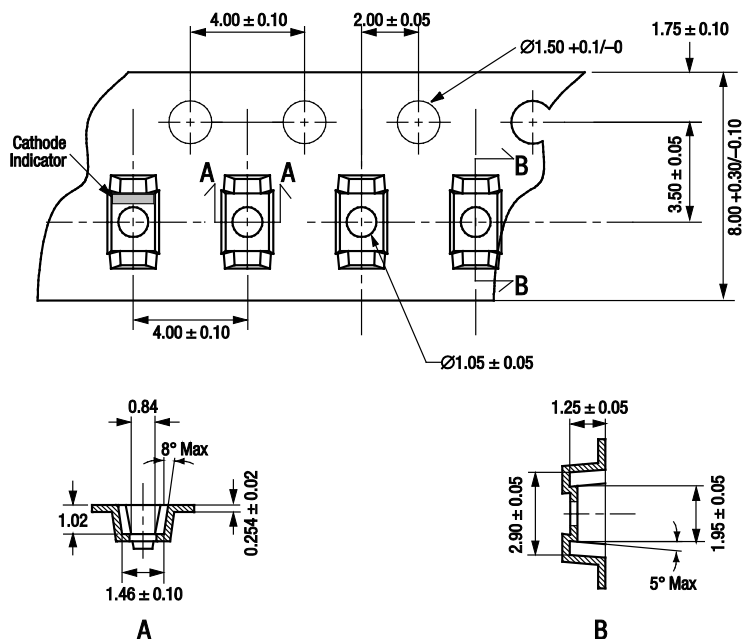 4.00 ± 0.10
2.00 ± 0.05
Ø1.50 +0.1/–0
1.75 ± 0.10
Cathode
Indicator
A
A
B
B
3.50 ± 0.05
8.00 +0.30/–0.10
4.00 ± 0.10
Ø1.05 ± 0.05
0.84
8° Max
1.02
0.254 ± 0.02
1.46 ± 0.10
A
1.25 ± 0.05
2.90 ± 0.05
1.95 ± 0.05
5° Max
B